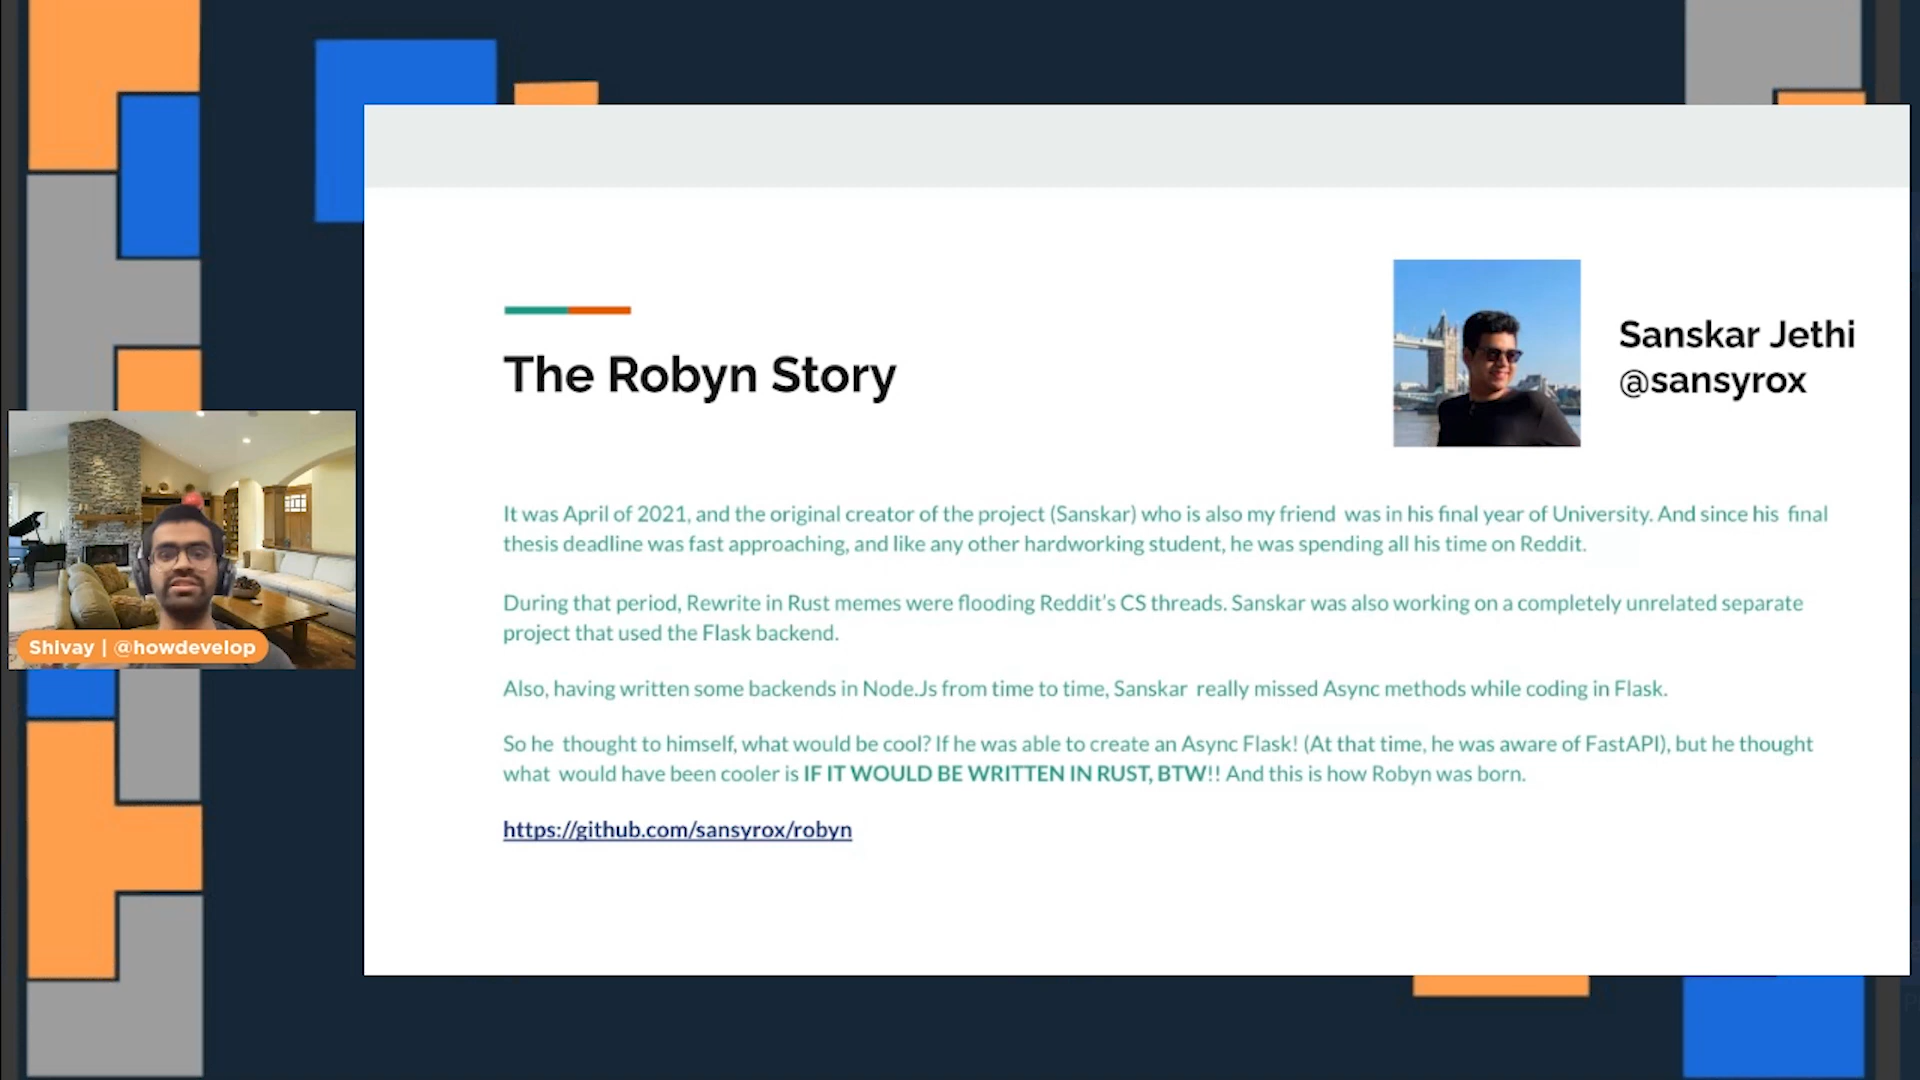 The Robyn Story
Sanskar Jethi
@sansyrox
It was April of 2021, and the original creator of the project (Sanskar) who is also my friend was in his final year of University. And since his final
thesis deadline was fast approaching, and like any other hardworking student, he was spending all his time on Reddit.
During that period, Rewrite in Rust memes were flooding Reddit's CS threads. Sanskar was also working on a completely unrelated separate
project that used the Flask backend.
Also, having written some backends in Node.Js from time to time, Sanskar really missed Async methods while coding in Flask.
So he thought to himself, what would be cool? If he was able to create an Async Flask! (At that time, he was aware of FastAPI), but he thought
what would have been cooler is IF IT WOULD BE WRITTEN IN RUST, BTW!! And this is how Robyn was born.
https://github.com/sansyrox/robyn
Shivay | @howdevelop